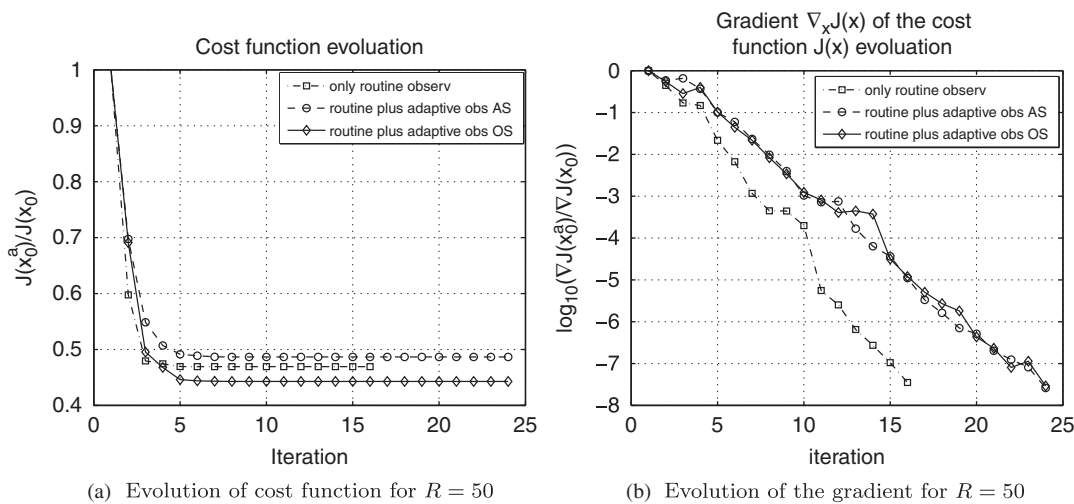 Cost function evoluation
J(x₀ᵃ)/J(x₀)
1
0.9
0.8
0.7
0.6
0.5
0.4
0
5
10
15
20
25
only routine observ
routine plus adaptive obs AS
routine plus adaptive obs OS
Iteration
(a) Evolution of cost function for R = 50
Gradient ∇ₓJ(x) of the cost
function J(x) evoluation
log₁₀(∇J(x₀ᵃ)/∇J(x₀))
0
-1
-2
-3
-4
-5
-6
-7
-8
0
5
10
15
20
25
only routine observ
routine plus adaptive obs AS
routine plus adaptive obs OS
iteration
(b) Evolution of the gradient for R = 50